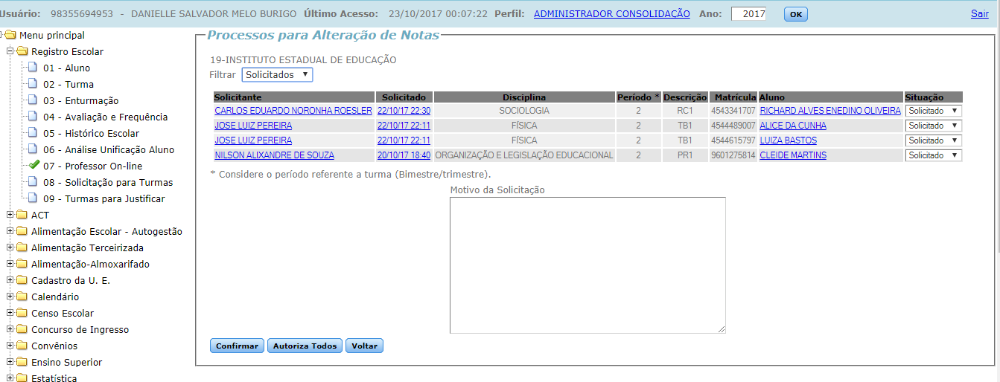 Usuário: 98355694953 - DANIELLE SALVADOR MELO BURIGO Último Acesso: 23/10/2017 00:07:22 Perfil: ADMINISTRADOR CONSOLIDAÇÃO Ano: 2017 OK Sair
Menu principal
Registro Escolar
01 - Aluno
02 - Turma
03 - Enturmação
04 - Avaliação e Frequência
05 - Histórico Escolar
06 - Análise Unificação Aluno
07 - Professor On-line
08 - Solicitação para Turmas
09 - Turmas para Justificar
ACT
Alimentação Escolar - Autogestão
Alimentação Terceirizada
Alimentação-Almoxarifado
Cadastro da U. E.
Calendário
Censo Escolar
Concurso de Ingresso
Convênios
Ensino Superior
Estatística
Processos para Alteração de Notas
19-INSTITUTO ESTADUAL DE EDUCAÇÃO
Filtrar Solicitados
Solicitante Solicitado Disciplina Período * Descrição Matrícula Aluno Situação
CARLOS EDUARDO NORONHA ROESLER 22/10/17 22:30 SOCIOLOGIA 2 RC1 4543341707 RICHARD ALVES ENEDINO OLIVEIRA Solicitado
JOSE LUIZ PEREIRA 22/10/17 22:11 FÍSICA 2 TB1 4544489007 ALICE DA CUNHA Solicitado
JOSE LUIZ PEREIRA 22/10/17 22:11 FÍSICA 2 TB1 4544615797 LUIZA BASTOS Solicitado
NILSON ALIXANDRE DE SOUZA 20/10/17 18:40 ORGANIZAÇÃO E LEGISLAÇÃO EDUCACIONAL 2 PR1 9601275814 CLEIDE MARTINS Solicitado
* Considere o período referente a turma (Bimestre/trimestre).
Motivo da Solicitação
Confirmar Autoriza Todos Voltar